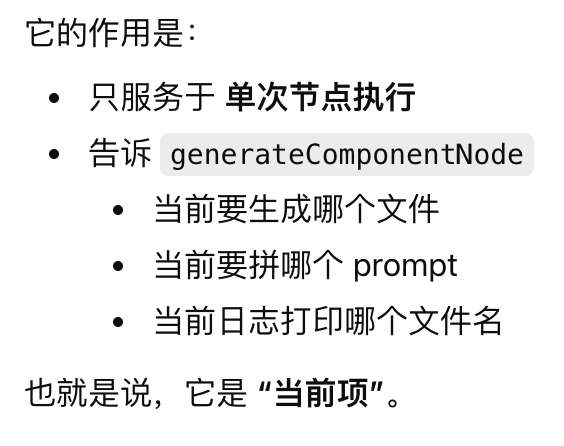 它的作用是：
只服务于 单次节点执行
告诉 generateComponentNode
当前要生成哪个文件
当前要拼哪个 prompt
当前日志打印哪个文件名
也就是说，它是 “当前项”。